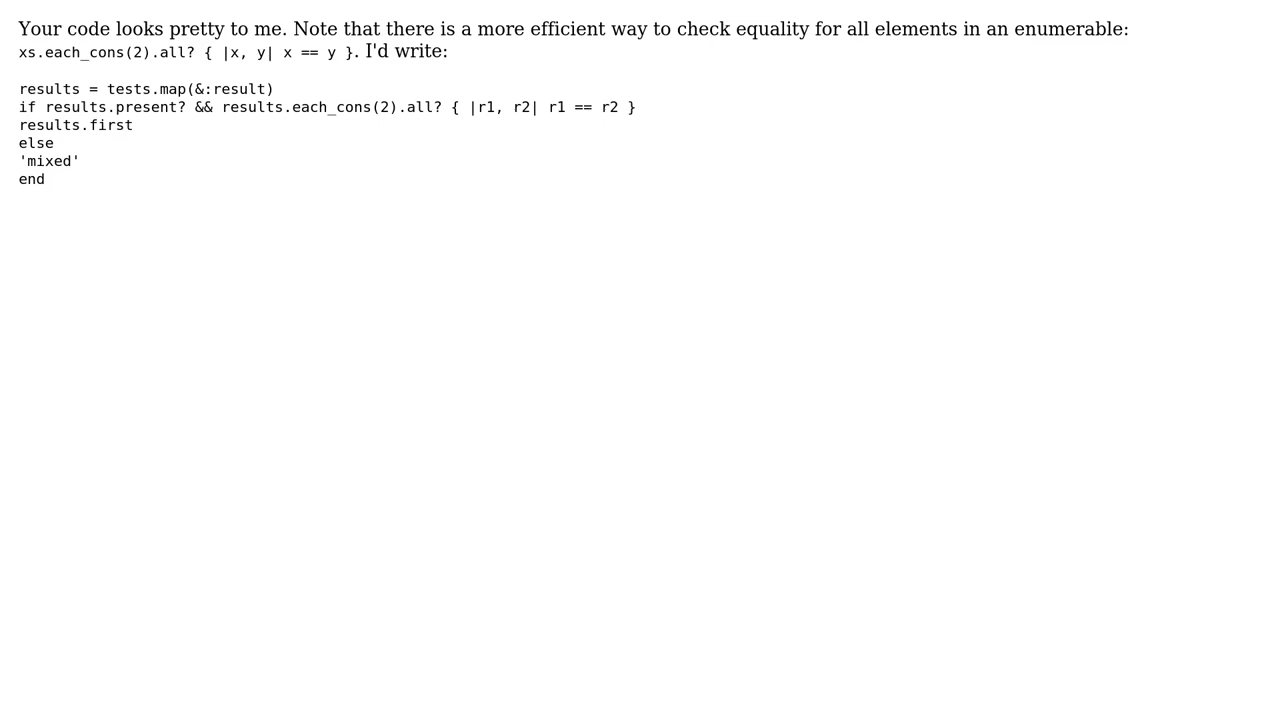 Your code looks pretty to me. Note that there is a more efficient way to check equality for all elements in an enumerable:
xs.each_cons(2).all? { |x, y| x == y }. I'd write:
results = tests.map(&:result)
if results.present? && results.each_cons(2).all? { |r1, r2| r1 == r2 }
results.first
else
'mixed'
end